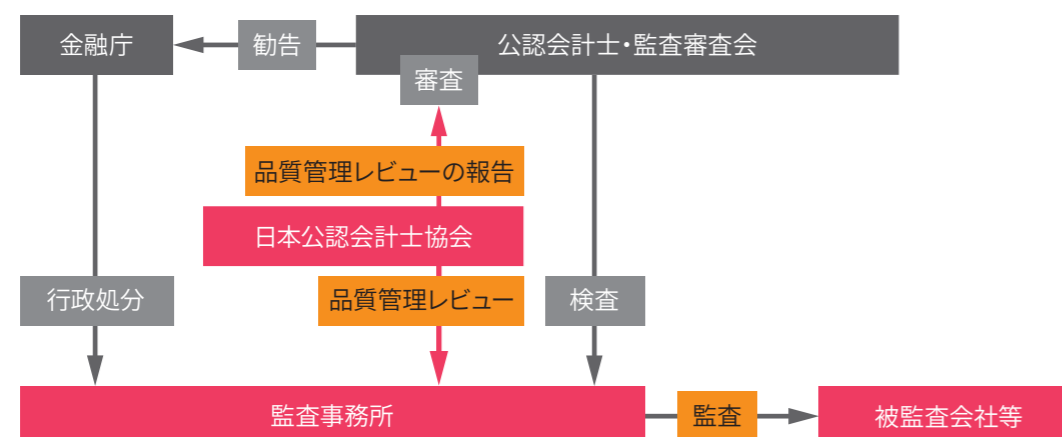 金融庁
勧告
公認会計士・監査審査会
審査
品質管理レビューの報告
日本公認会計士協会
行政処分
品質管理レビュー
検査
監査事務所
監査
被監査会社等